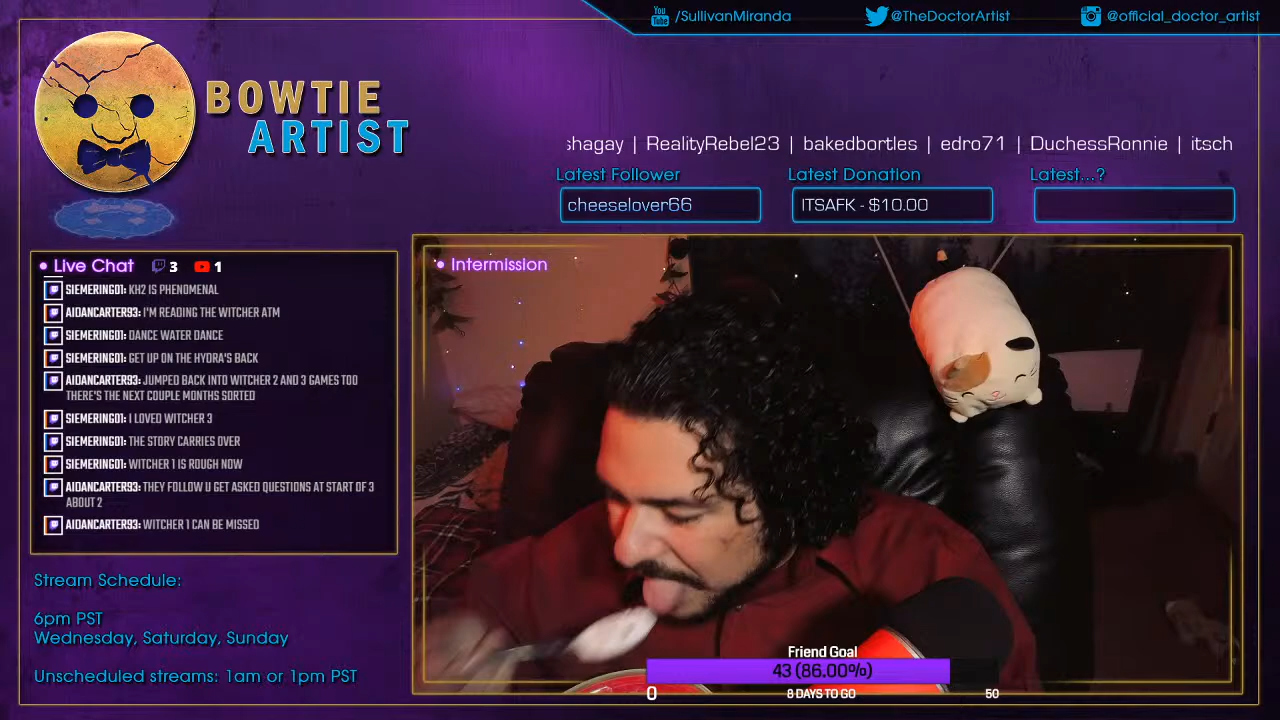 You Tube /SullivanMiranda
@TheDoctorArtist
@official_doctor_artist
BOWTIE
ARTIST
shagay | RealityRebel23 | bakedbortles | edro71 | DuchessRonnie | itsch
Latest Follower
cheeselover66
Latest Donation
ITSAFK - $10.00
Latest...?
• Live Chat 3 1
SIEMERING01: KH2 IS PHENOMENAL
AIDANCARTER93: I'M READING THE WITCHER ATM
SIEMERING01: DANCE WATER DANCE
SIEMERING01: GET UP ON THE HYDRA'S BACK
AIDANCARTER93: JUMPED BACK INTO WITCHER 2 AND 3 GAMES TOO
THERE'S THE NEXT COUPLE MONTHS SORTED
SIEMERING01: I LOVED WITCHER 3
SIEMERING01: THE STORY CARRIES OVER
SIEMERING01: WITCHER 1 IS ROUGH NOW
AIDANCARTER93: THEY FOLLOW U GET ASKED QUESTIONS AT START OF 3
ABOUT 2
AIDANCARTER93: WITCHER 1 CAN BE MISSED
• Intermission
Stream Schedule:
6pm PST
Wednesday, Saturday, Sunday
Unscheduled streams: 1am or 1pm PST
Friend Goal
43 (86.00%)
0 8 DAYS TO GO 50